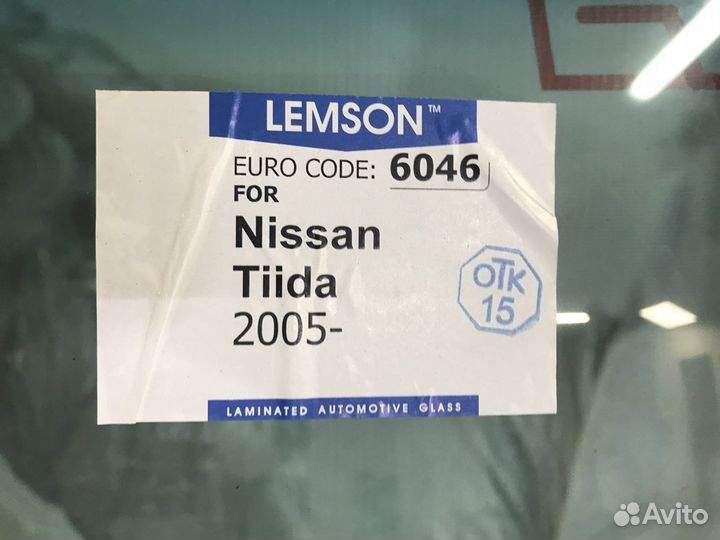 LEMSON™
EURO CODE: 6046
FOR
Nissan
Tiida
2005-
ОТК
15
LAMINATED AUTOMOTIVE GLASS
Avito